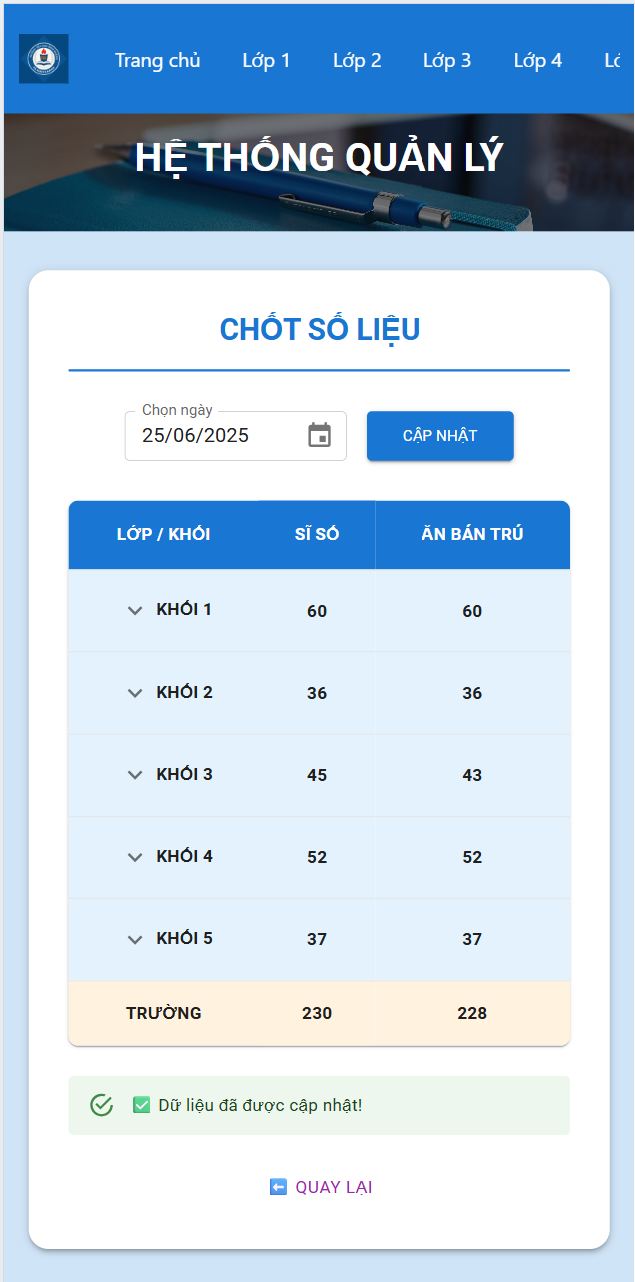 Trang chủ Lớp 1 Lớp 2 Lớp 3 Lớp 4
HỆ THỐNG QUẢN LÝ
CHỐT SỐ LIỆU
Chọn ngày
25/06/2025 CẬP NHẬT
LỚP / KHỐI SĨ SỐ ĂN BÁN TRÚ
KHỐI 1 60 60
KHỐI 2 36 36
KHỐI 3 45 43
KHỐI 4 52 52
KHỐI 5 37 37
TRƯỜNG 230 228
✅ Dữ liệu đã được cập nhật!
⬅️ QUAY LẠI